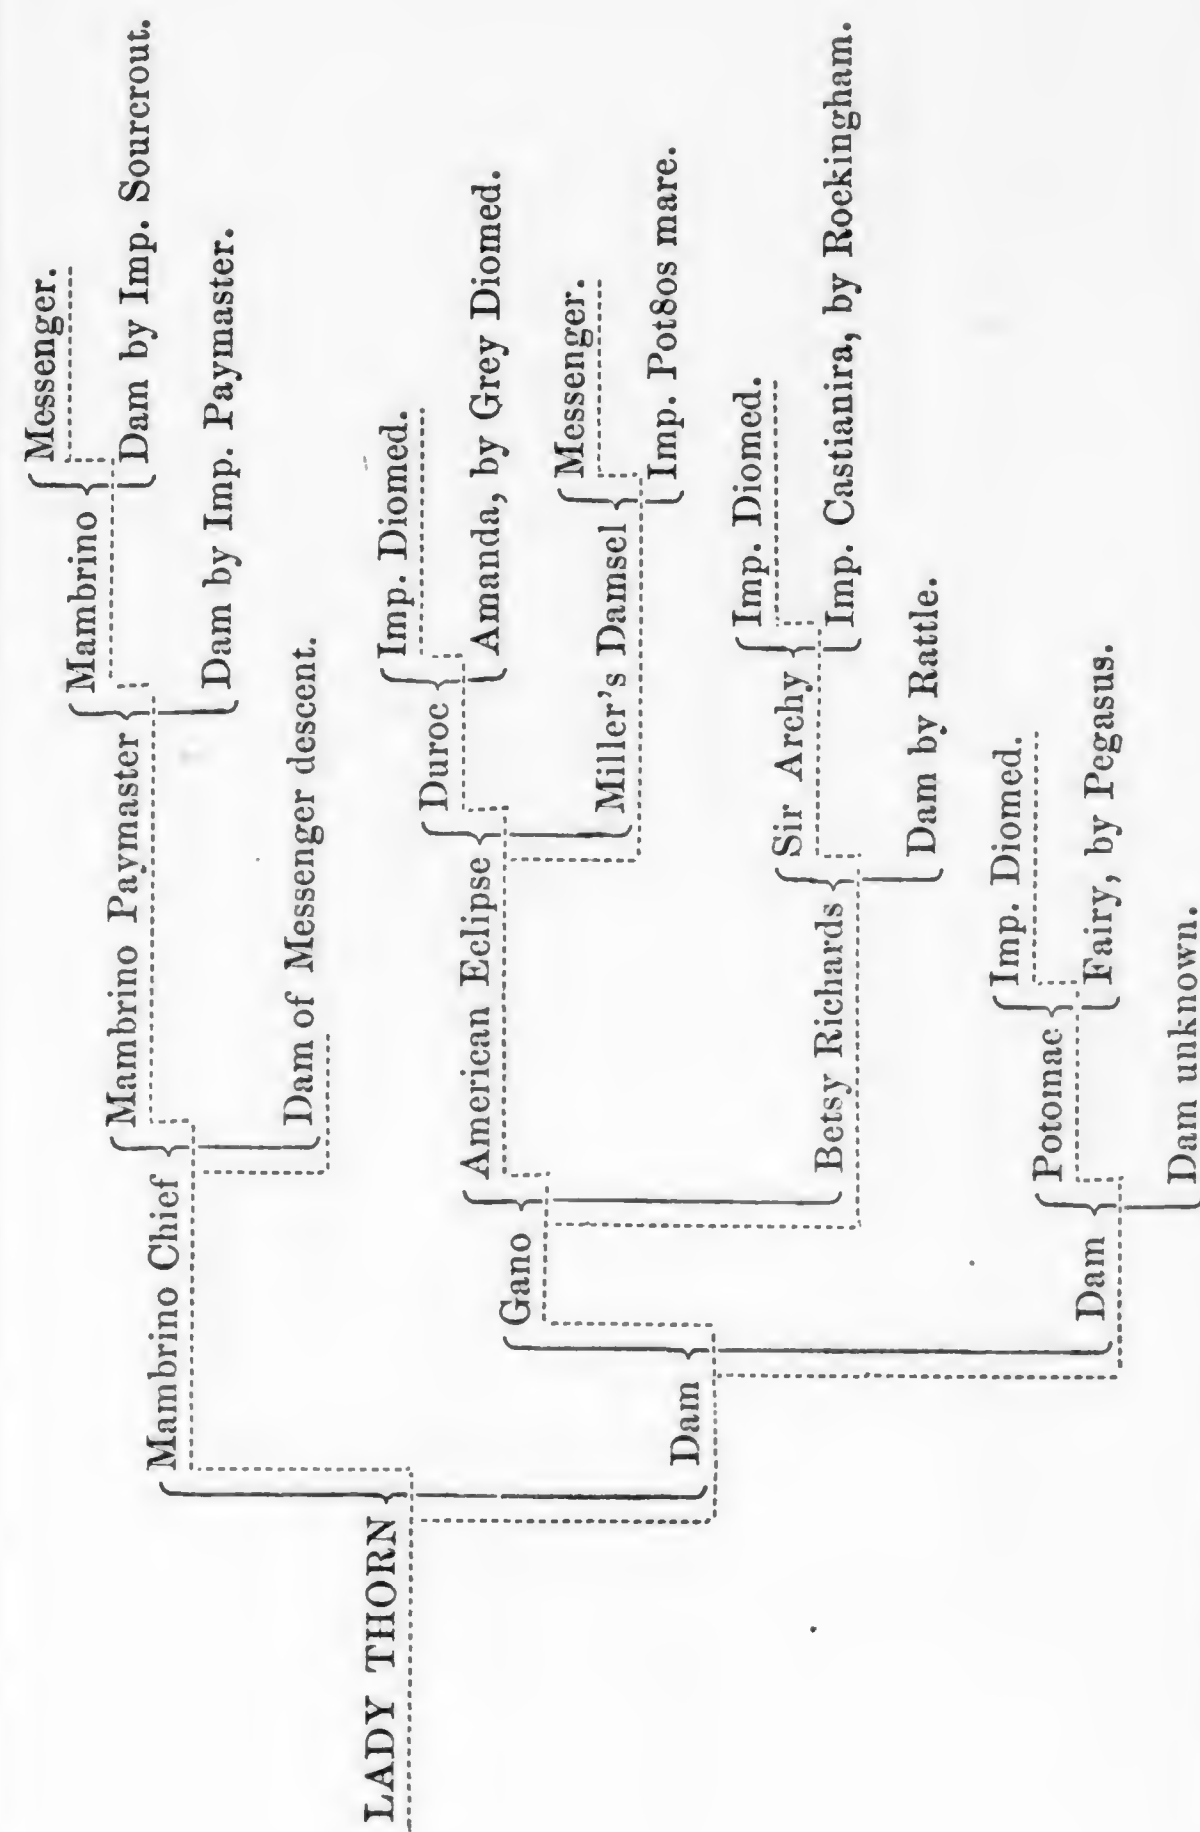 Messenger.
Mambrino
Dam by Imp. Sourcrout.
Mambrino Paymaster
Dam by Imp. Paymaster.
Mambrino Chief
Dam of Messenger descent.
LADY THORN
Imp. Diomed.
Duroc
Amanda, by Grey Diomed.
American Eclipse
Messenger.
Miller's Damsel
Imp. Pot8os mare.
Gano
Imp. Diomed.
Sir Archy
Imp. Castianira, by Rockingham.
Betsy Richards
Dam by Rattle.
Dam
Imp. Diomed.
Potomac
Fairy, by Pegasus.
Dam
Dam unknown.